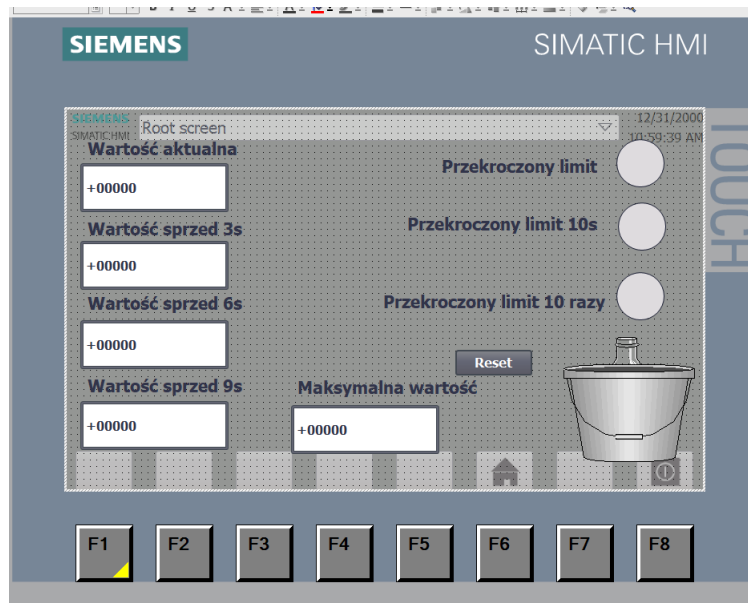 B I U S A
SIEMENS
SIMATIC HMI
SIEMENS
SIMATIC HMI
Root screen
12/31/2000
10:59:39 AM
TOUCH
Wartość aktualna
+00000
Przekroczony limit
Wartość sprzed 3s
+00000
Przekroczony limit 10s
Wartość sprzed 6s
+00000
Przekroczony limit 10 razy
Reset
Wartość sprzed 9s
+00000
Maksymalna wartość
+00000
F1 F2 F3 F4 F5 F6 F7 F8